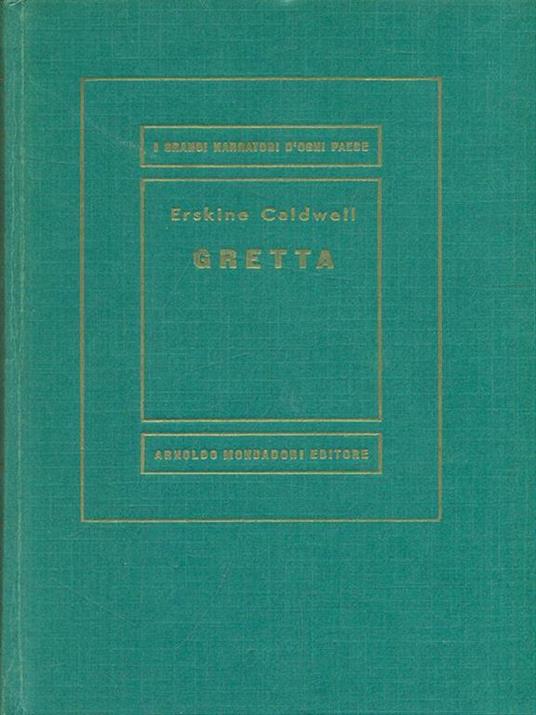 I GRANDI NARRATORI D'OGNI PAESE
Erskine Caldwell
GRETTA
ARNOLDO MONDADORI EDITORE